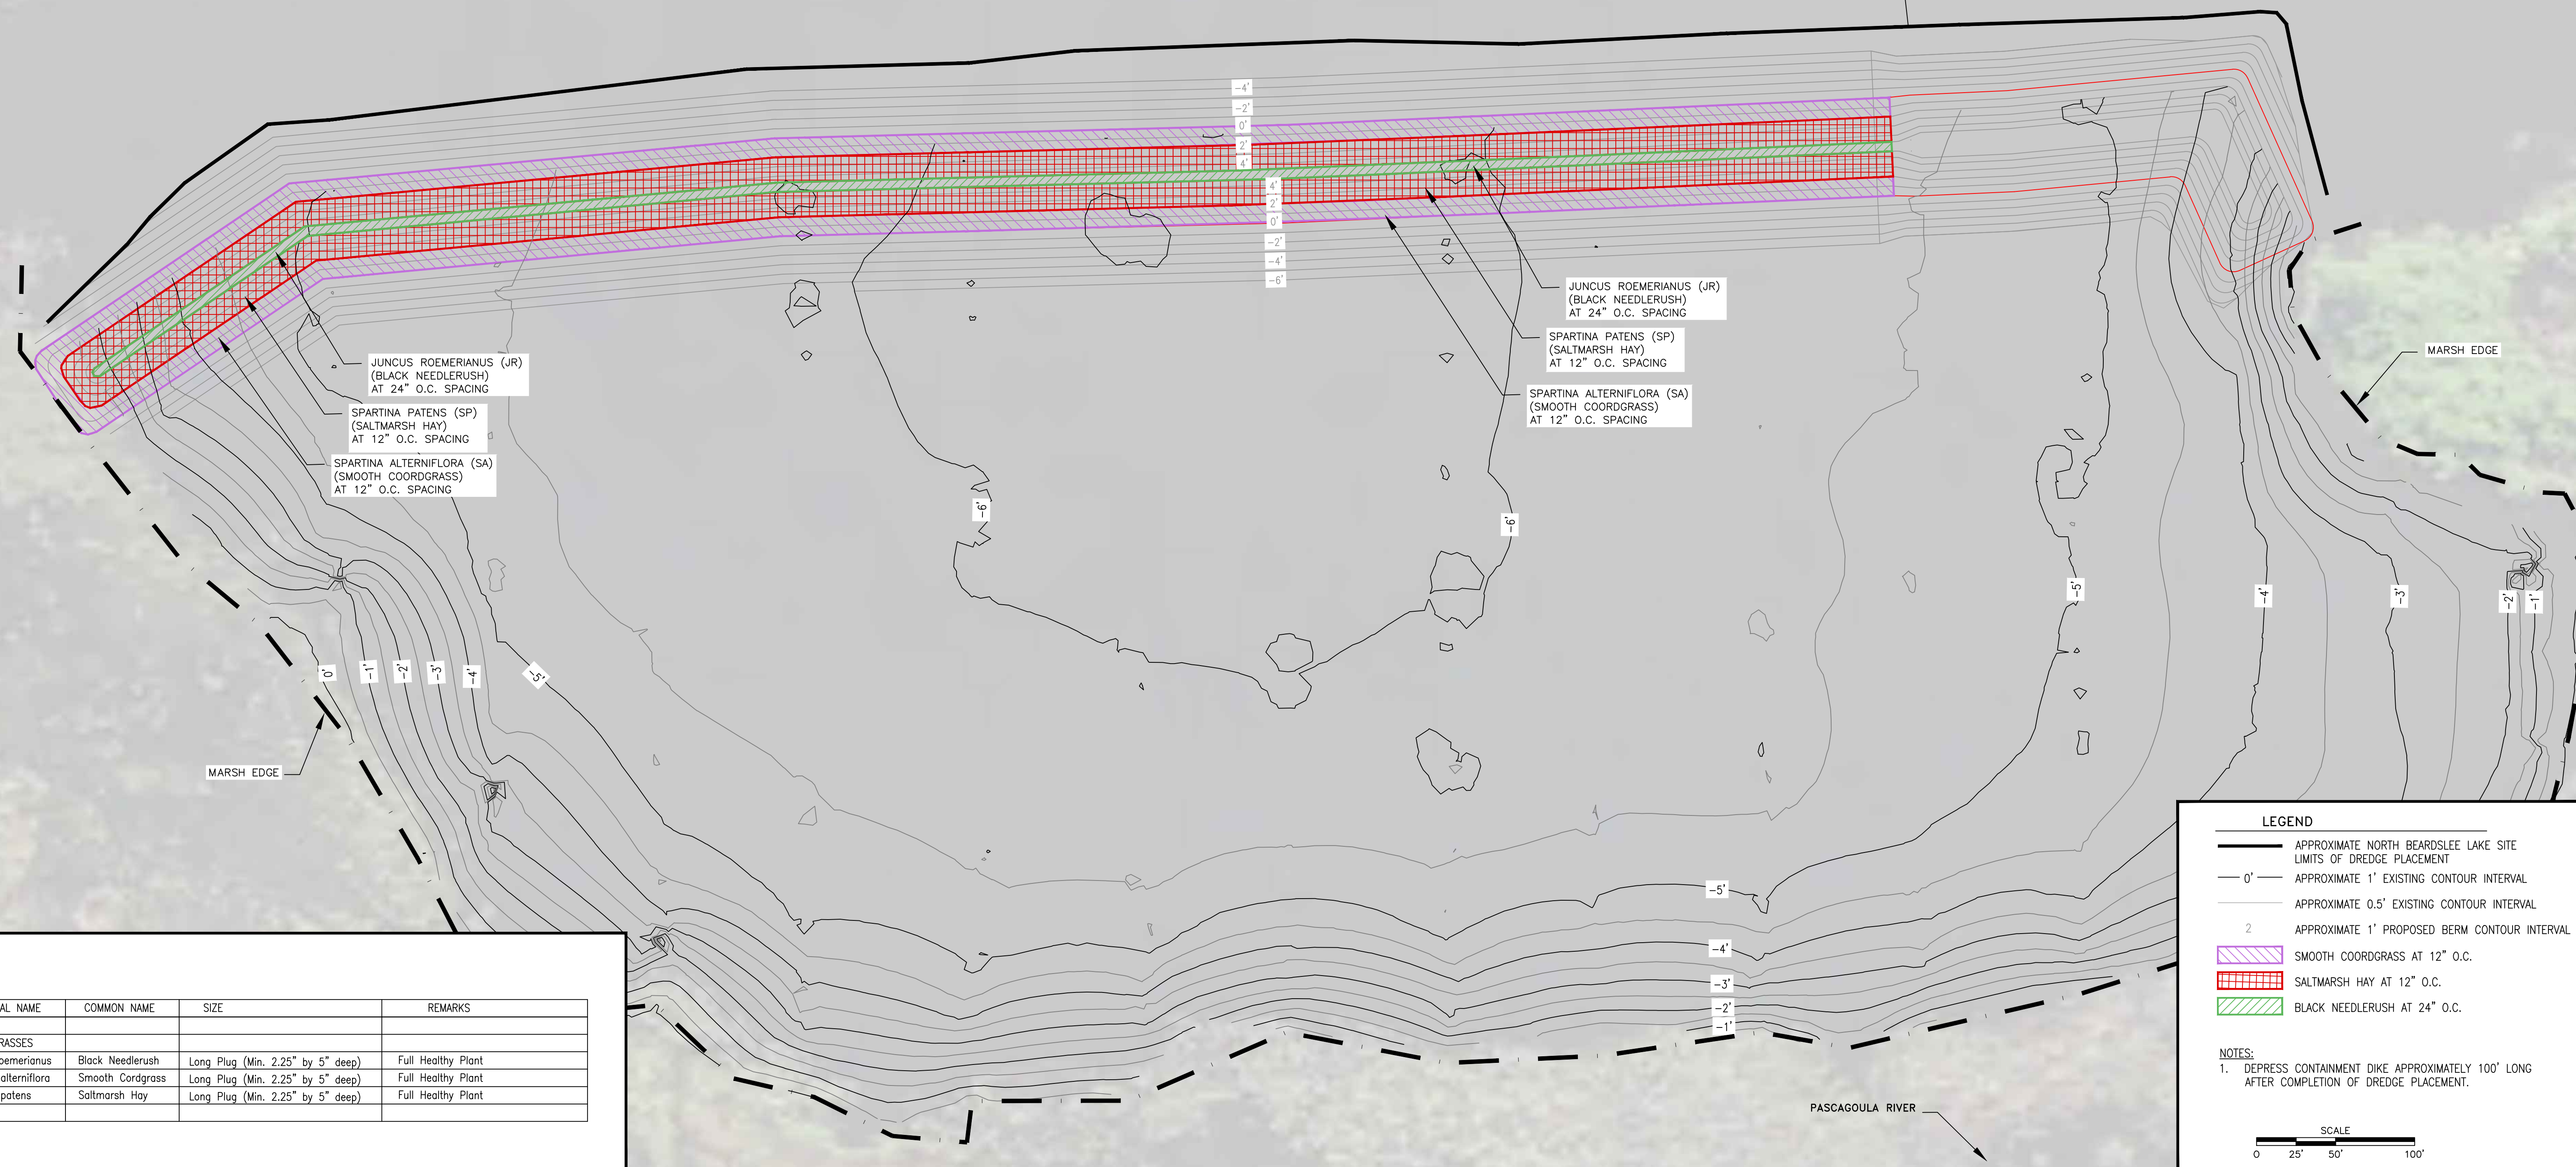 -4'
-2'
0'
2'
4'
4'
2'
0'
-2'
-4'
-6'
JUNCUS ROEMERIANUS (JR)
(BLACK NEEDLERUSH)
AT 24" O.C. SPACING
SPARTINA PATENS (SP)
(SALTMARSH HAY)
AT 12" O.C. SPACING
SPARTINA ALTERNIFLORA (SA)
(SMOOTH COORDGRASS)
AT 12" O.C. SPACING
JUNCUS ROEMERIANUS (JR)
(BLACK NEEDLERUSH)
AT 24" O.C. SPACING
SPARTINA PATENS (SP)
(SALTMARSH HAY)
AT 12" O.C. SPACING
SPARTINA ALTERNIFLORA (SA)
(SMOOTH COORDGRASS)
AT 12" O.C. SPACING
MARSH EDGE
-6'
-6'
-5'
-4'
-3'
-2'
-1'
0'
-1'
-2'
-3'
-4'
-5'
MARSH EDGE
-5'
-4'
-3'
-2'
-1'
PASCAGOULA RIVER
AL NAME COMMON NAME SIZE REMARKS
RASSES
oemerianus Black Needlerush Long Plug (Min. 2.25" by 5" deep) Full Healthy Plant
alterniflora Smooth Cordgrass Long Plug (Min. 2.25" by 5" deep) Full Healthy Plant
patens Saltmarsh Hay Long Plug (Min. 2.25" by 5" deep) Full Healthy Plant
LEGEND
APPROXIMATE NORTH BEARDSLEE LAKE SITE
LIMITS OF DREDGE PLACEMENT
0' APPROXIMATE 1' EXISTING CONTOUR INTERVAL
APPROXIMATE 0.5' EXISTING CONTOUR INTERVAL
2 APPROXIMATE 1' PROPOSED BERM CONTOUR INTERVAL
SMOOTH COORDGRASS AT 12" O.C.
SALTMARSH HAY AT 12" O.C.
BLACK NEEDLERUSH AT 24" O.C.
NOTES:
1. DEPRESS CONTAINMENT DIKE APPROXIMATELY 100' LONG
AFTER COMPLETION OF DREDGE PLACEMENT.
SCALE
0 25' 50' 100'